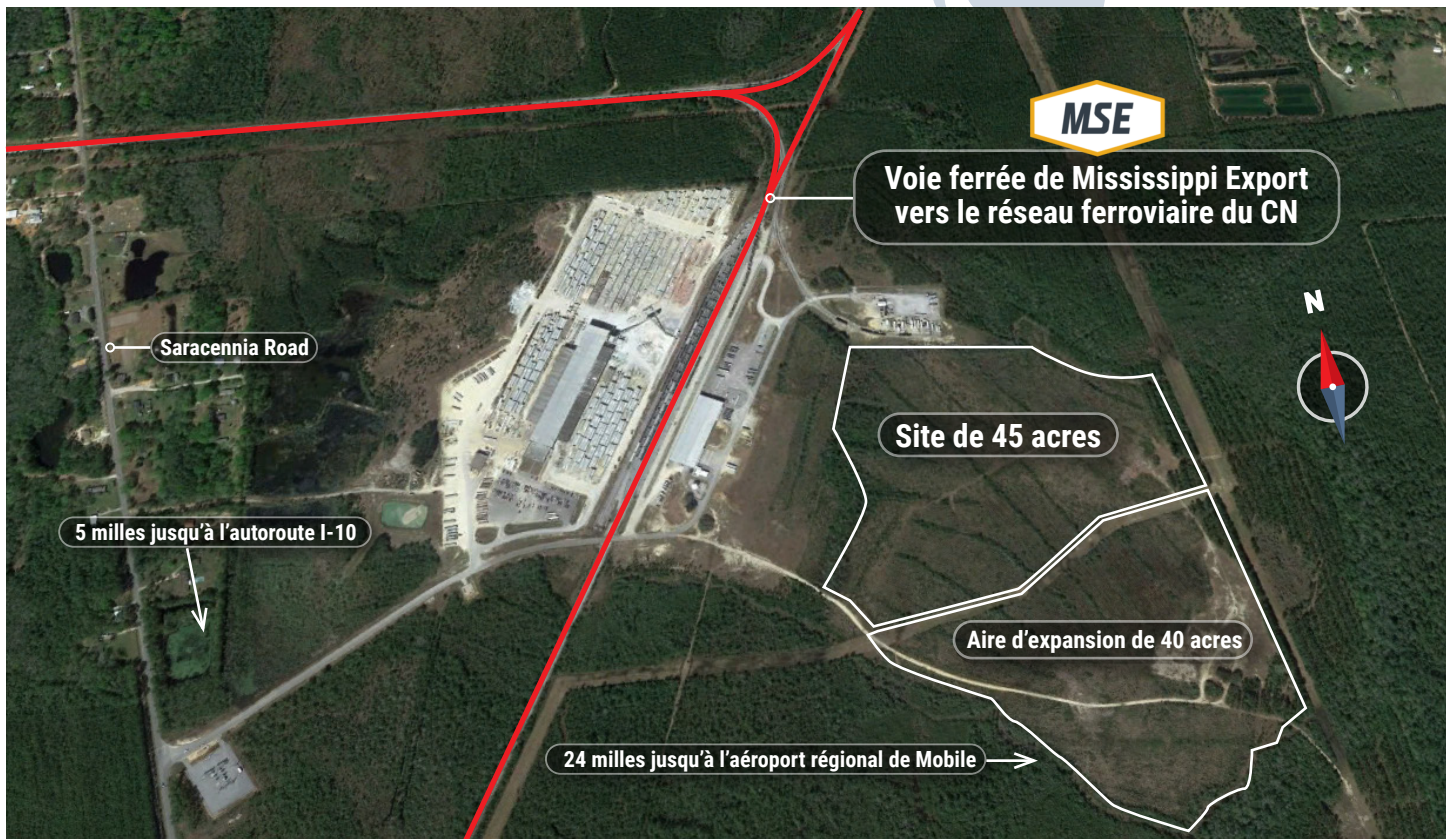 MSE
Voie ferrée de Mississippi Export
vers le réseau ferroviaire du CN
N
Saracennia Road
Site de 45 acres
5 milles jusqu’à l’autoroute I-10
Aire d’expansion de 40 acres
24 milles jusqu’à l’aéroport régional de Mobile